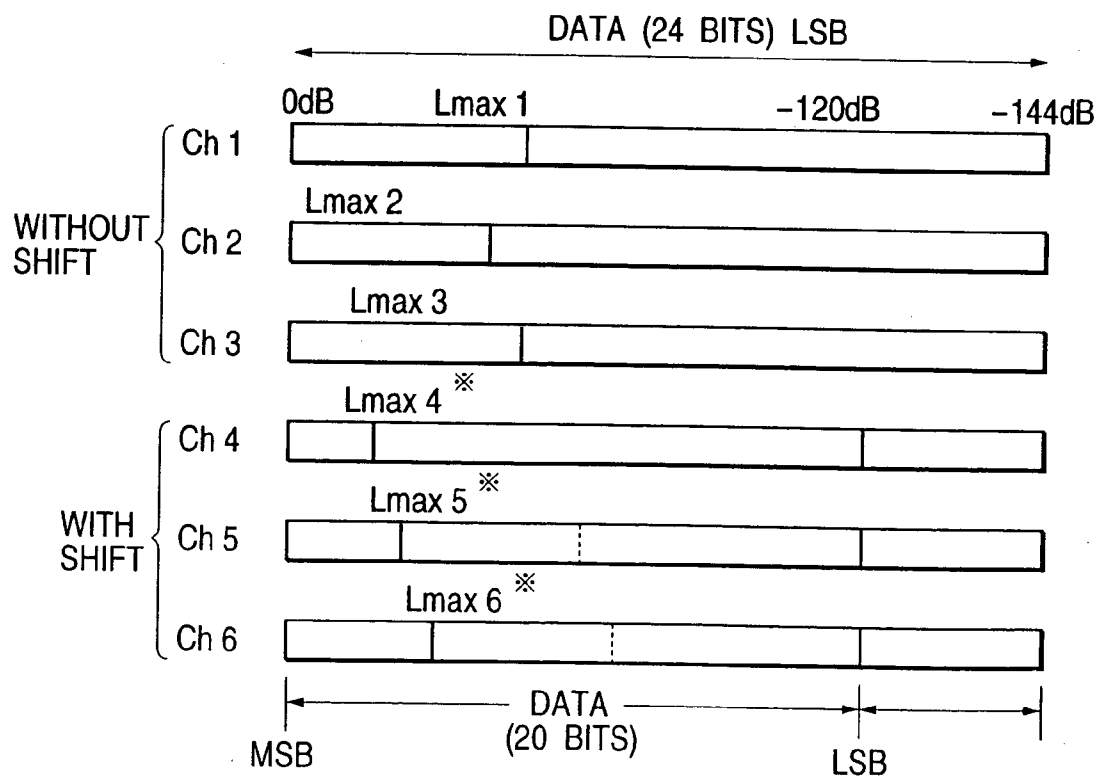 DATA (24 BITS) LSB
0dB Lmax 1 −120dB −144dB
Ch 1
Lmax 2
WITHOUT
SHIFT
Ch 2
Lmax 3
Ch 3
Lmax 4 ※
Ch 4
Lmax 5 ※
WITH
SHIFT
Ch 5
Lmax 6 ※
Ch 6
DATA
(20 BITS)
MSB LSB